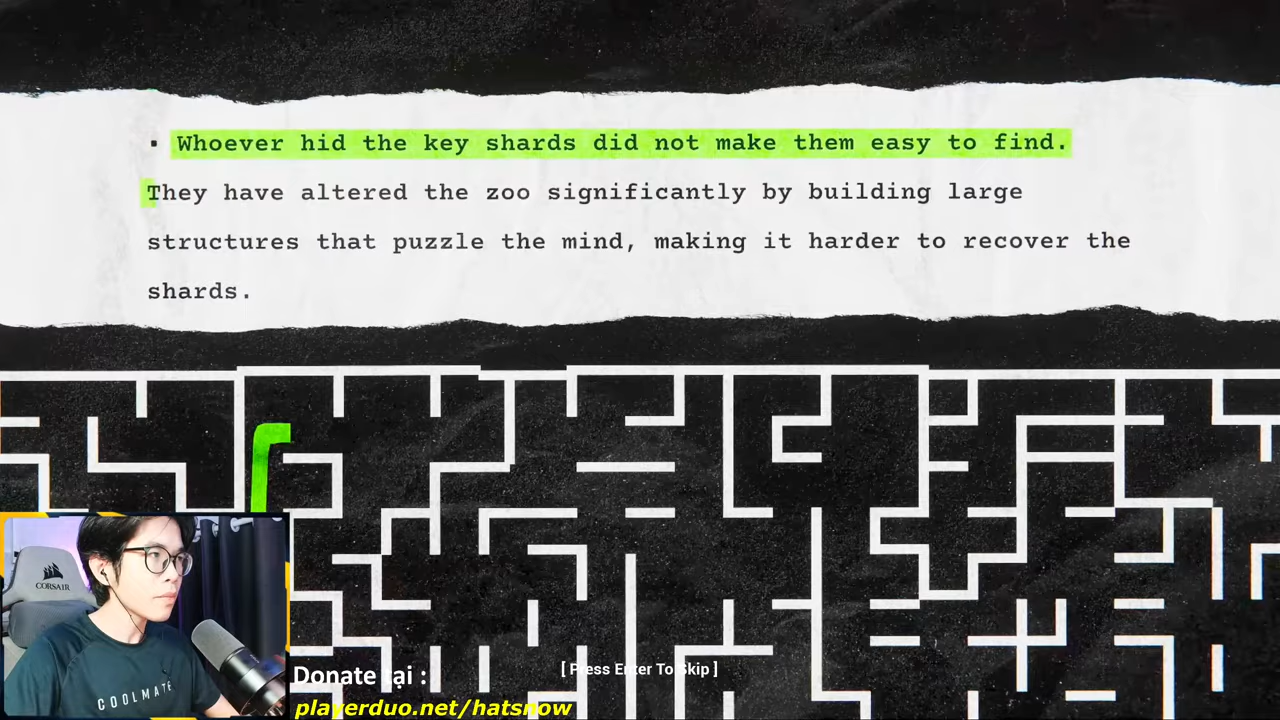 ▪ Whoever hid the key shards did not make them easy to find.
They have altered the zoo significantly by building large
structures that puzzle the mind, making it harder to recover the
shards.
CORSAIR
COOLMATE
[ Press Enter To Skip ]
Donate tại :
playerduo.net/hatsnow